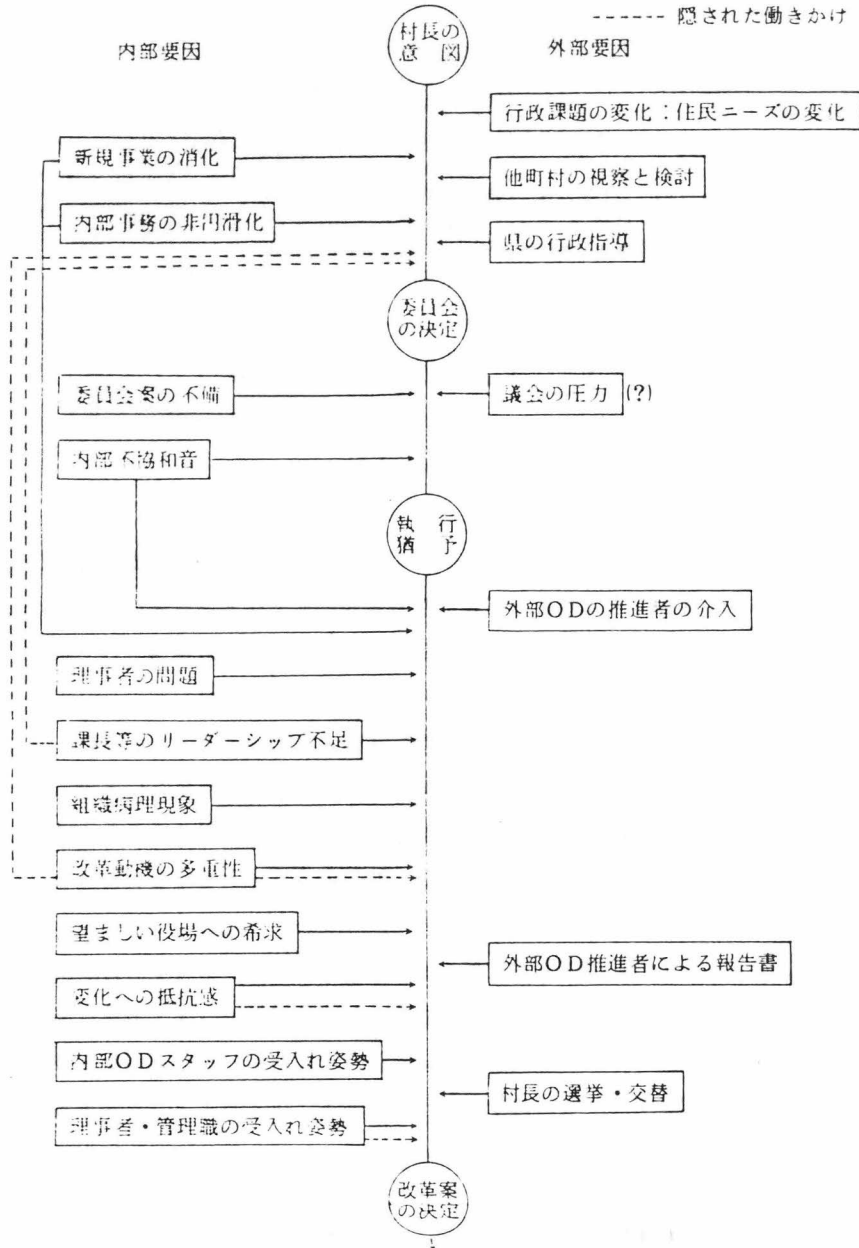 ------ 隠された働きかけ
村長の
意 図
内部要因
外部要因
行政課題の変化：住民ニーズの変化
新規事業の消化
他町村の視察と検討
内部事務の非円滑化
県の行政指導
委員会
の決定
委員会案の不備
議会の圧力(?)
内部不協和音
執 行
猶 予
外部ODの推進者の介入
理事者の問題
課長等のリーダーシップ不足
組織病理現象
改革動機の多重性
望ましい役場への希求
外部OD推進者による報告書
変化への抵抗感
内部ODスタッフの受入れ姿勢
村長の選挙・交替
理事者・管理職の受入れ姿勢
改革案
の決定